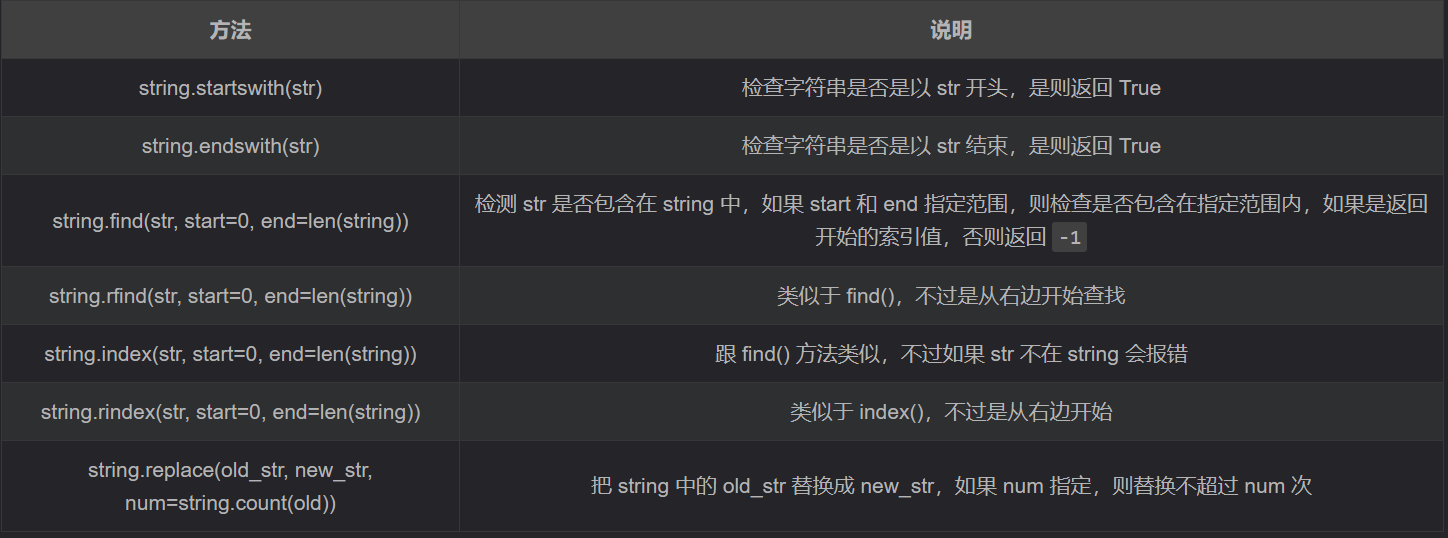 方法
说明
string.startswith(str)
检查字符串是否是以 str 开头，是则返回 True
string.endswith(str)
检查字符串是否是以 str 结束，是则返回 True
string.find(str, start=0, end=len(string))
检测 str 是否包含在 string 中，如果 start 和 end 指定范围，则检查是否包含在指定范围内，如果是返回
开始的索引值，否则返回 -1
string.rfind(str, start=0, end=len(string))
类似于 find()，不过是从右边开始查找
string.index(str, start=0, end=len(string))
跟 find() 方法类似，不过如果 str 不在 string 会报错
string.rindex(str, start=0, end=len(string))
类似于 index()，不过是从右边开始
string.replace(old_str, new_str,
num=string.count(old))
把 string 中的 old_str 替换成 new_str，如果 num 指定，则替换不超过 num 次